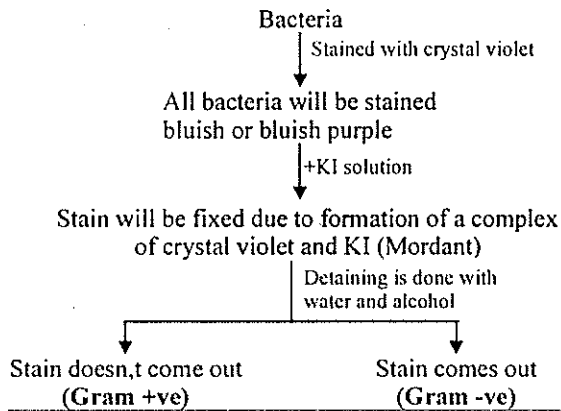 Bacteria
Stained with crystal violet
All bacteria will be stained
bluish or bluish purple
+KI solution
Stain will be fixed due to formation of a complex
of crystal violet and KI (Mordant)
Detaining is done with
water and alcohol
Stain doesn,t come out
(Gram +ve)
Stain comes out
(Gram -ve)